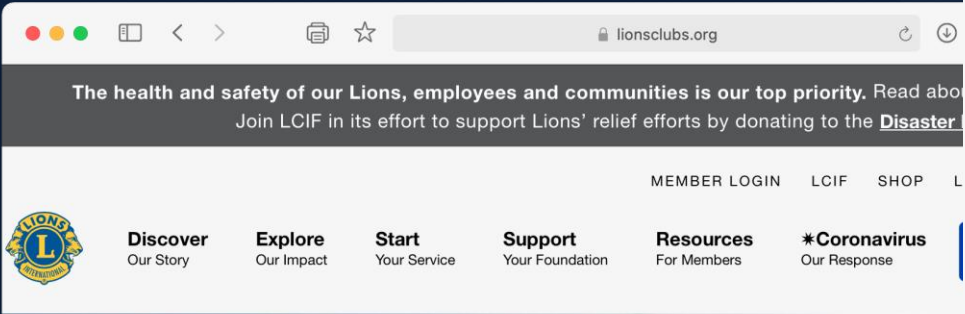 lionsclubs.org
The health and safety of our Lions, employees and communities is our top priority. Read
Join LCIF in its effort to support Lions' relief efforts by donating to the Disaster
MEMBER LOGIN LCIF SHOP L
LIONS
L
INTERNATIONAL
Discover Explore Start Support Resources ✴Coronavirus
Our Story Our Impact Your Service Your Foundation For Members Our Response